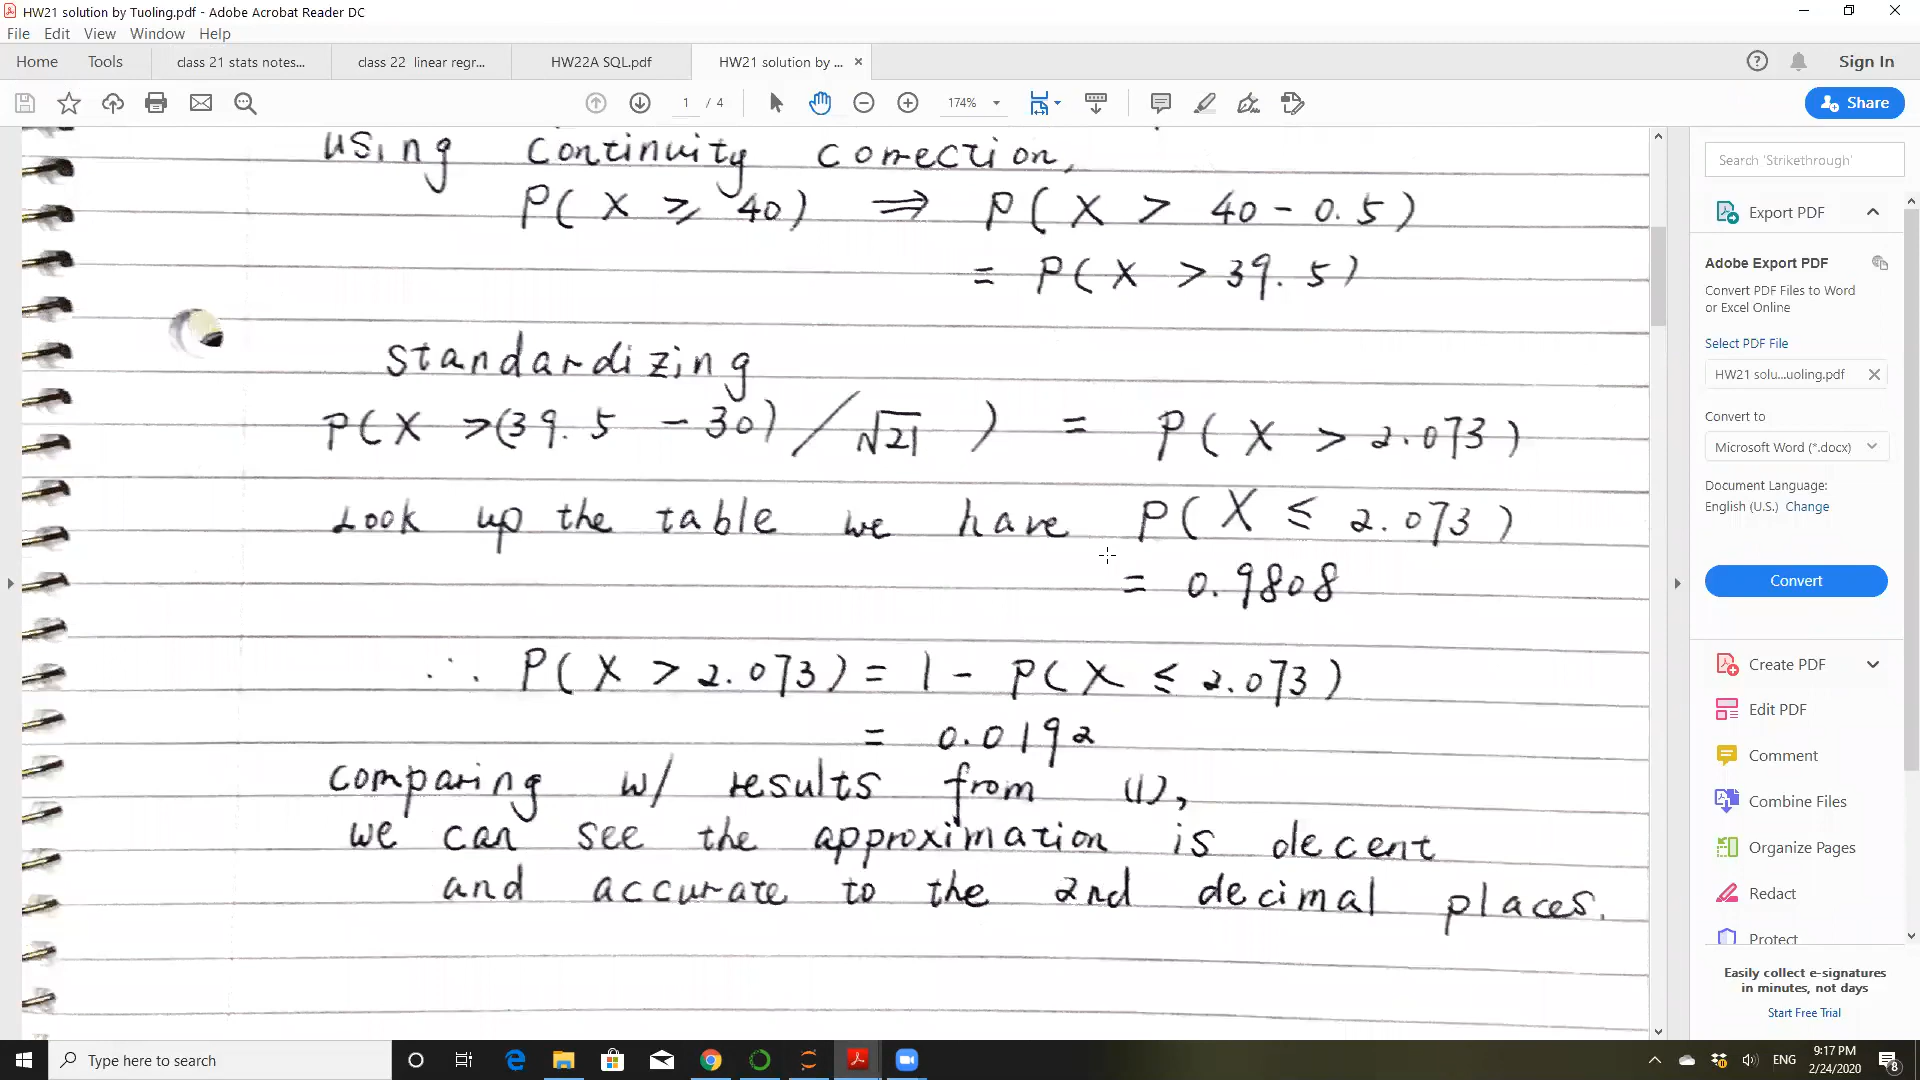 HW21 solution by Tuoling.pdf - Adobe Acrobat Reader DC
File Edit View Window Help
Home Tools class 21 stats notes... class 22 linear regr... HW22A SQL.pdf HW21 solution by ... ×
1 / 4 174%
Sign In
Share
using continuity correction,
P( X ≥ 40) ⇒ P( X > 40 - 0.5)
= P( X > 39.5)
standardizing
P( X >(39.5 - 30) / √21 ) = P( X > 2.073)
Look up the table we have P( X ≤ 2.073)
= 0.9808
∴ P( X > 2.073) = 1 - P( X ≤ 2.073)
= 0.0192
comparing w/ results from (1),
we can see the approximation is decent
and accurate to the 2nd decimal places.
Search 'Strikethrough'
Export PDF
Adobe Export PDF
Convert PDF Files to Word
or Excel Online
Select PDF File
HW21 solu...uoling.pdf
Convert to
Microsoft Word (*.docx)
Document Language:
English (U.S.) Change
Convert
Create PDF
Edit PDF
Comment
Combine Files
Organize Pages
Redact
Protect
Easily collect e-signatures
in minutes, not days
Start Free Trial
Type here to search
ENG
9:17 PM
2/24/2020
8